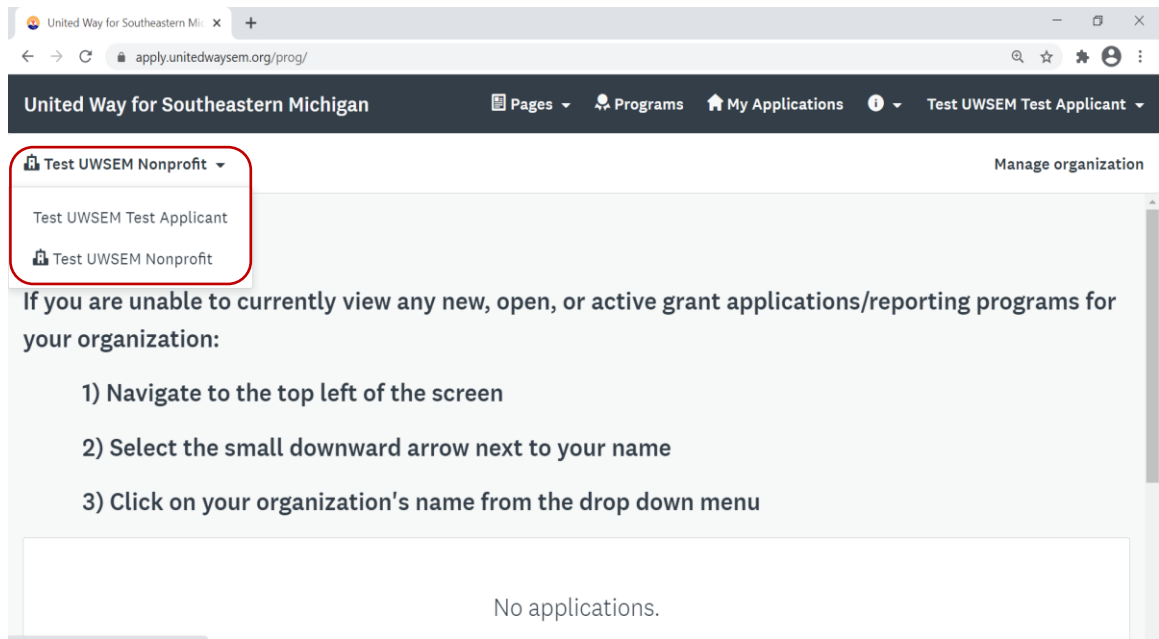 United Way for Southeastern Mic
apply.unitedwaysem.org/prog/
United Way for Southeastern Michigan Pages Programs My Applications Test UWSEM Test Applicant
Test UWSEM Nonprofit Manage organization
Test UWSEM Test Applicant
Test UWSEM Nonprofit
If you are unable to currently view any new, open, or active grant applications/reporting programs for
your organization:
1) Navigate to the top left of the screen
2) Select the small downward arrow next to your name
3) Click on your organization's name from the drop down menu
No applications.